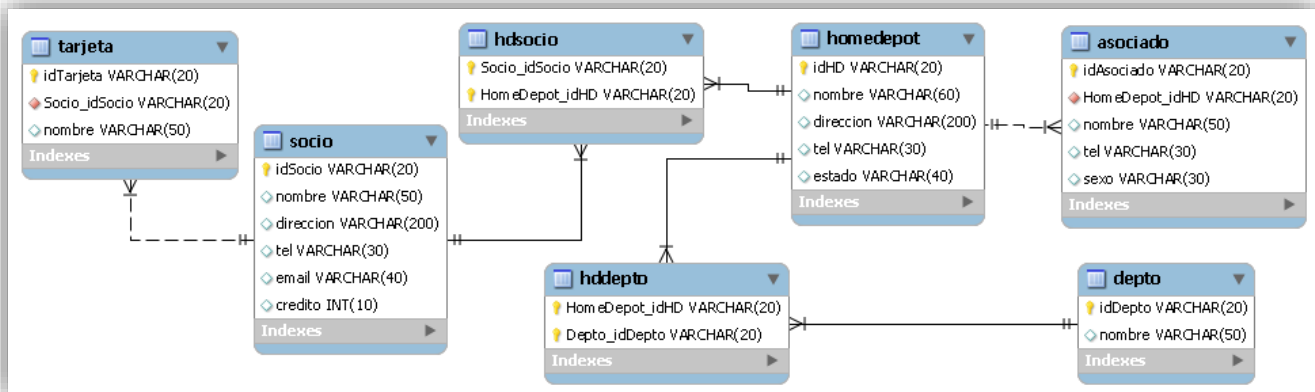 tarjeta
idTarjeta VARCHAR(20)
Socio_idSocio VARCHAR(20)
nombre VARCHAR(50)
Indexes
socio
idSocio VARCHAR(20)
nombre VARCHAR(50)
direccion VARCHAR(200)
tel VARCHAR(30)
email VARCHAR(40)
credito INT(10)
Indexes
hdsocio
Socio_idSocio VARCHAR(20)
HomeDepot_idHD VARCHAR(20)
Indexes
homedepot
idHD VARCHAR(20)
nombre VARCHAR(60)
direccion VARCHAR(200)
tel VARCHAR(30)
estado VARCHAR(40)
Indexes
asociado
idAsociado VARCHAR(20)
HomeDepot_idHD VARCHAR(20)
nombre VARCHAR(50)
tel VARCHAR(30)
sexo VARCHAR(30)
Indexes
hddepto
HomeDepot_idHD VARCHAR(20)
Depto_idDepto VARCHAR(20)
Indexes
depto
idDepto VARCHAR(20)
nombre VARCHAR(50)
Indexes